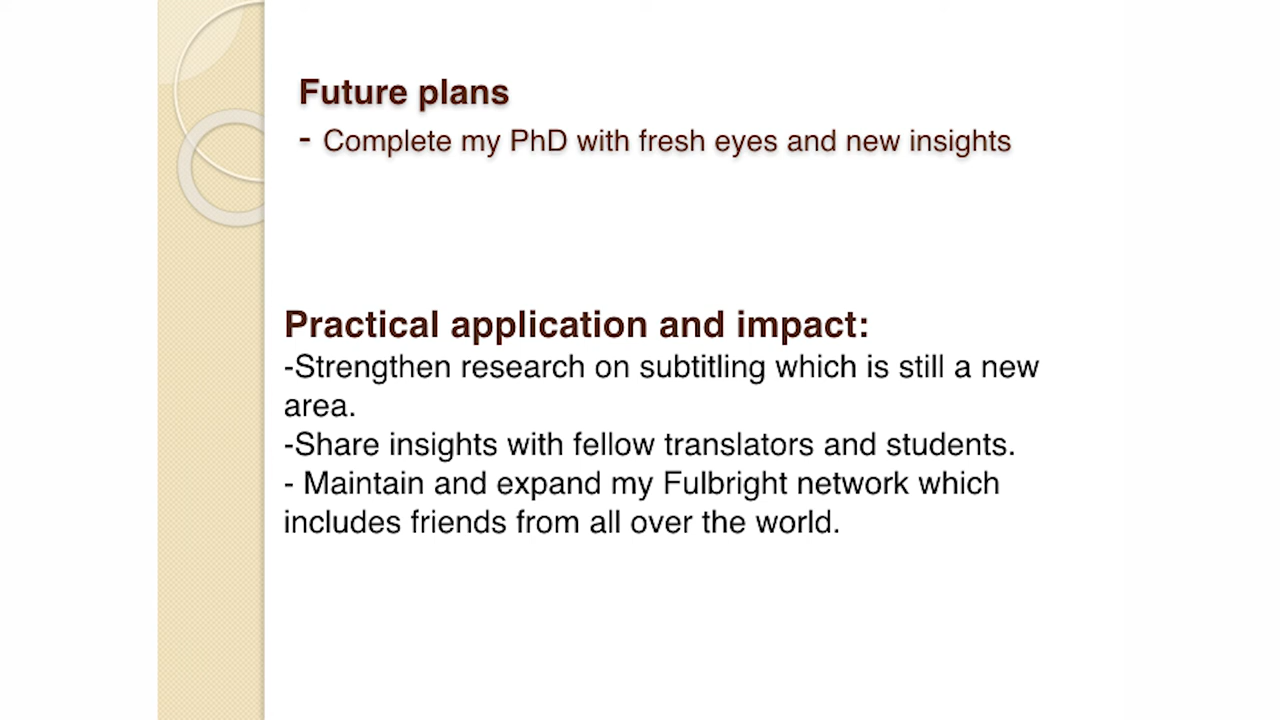 Future plans
- Complete my PhD with fresh eyes and new insights
Practical application and impact:
-Strengthen research on subtitling which is still a new
area.
-Share insights with fellow translators and students.
- Maintain and expand my Fulbright network which
includes friends from all over the world.